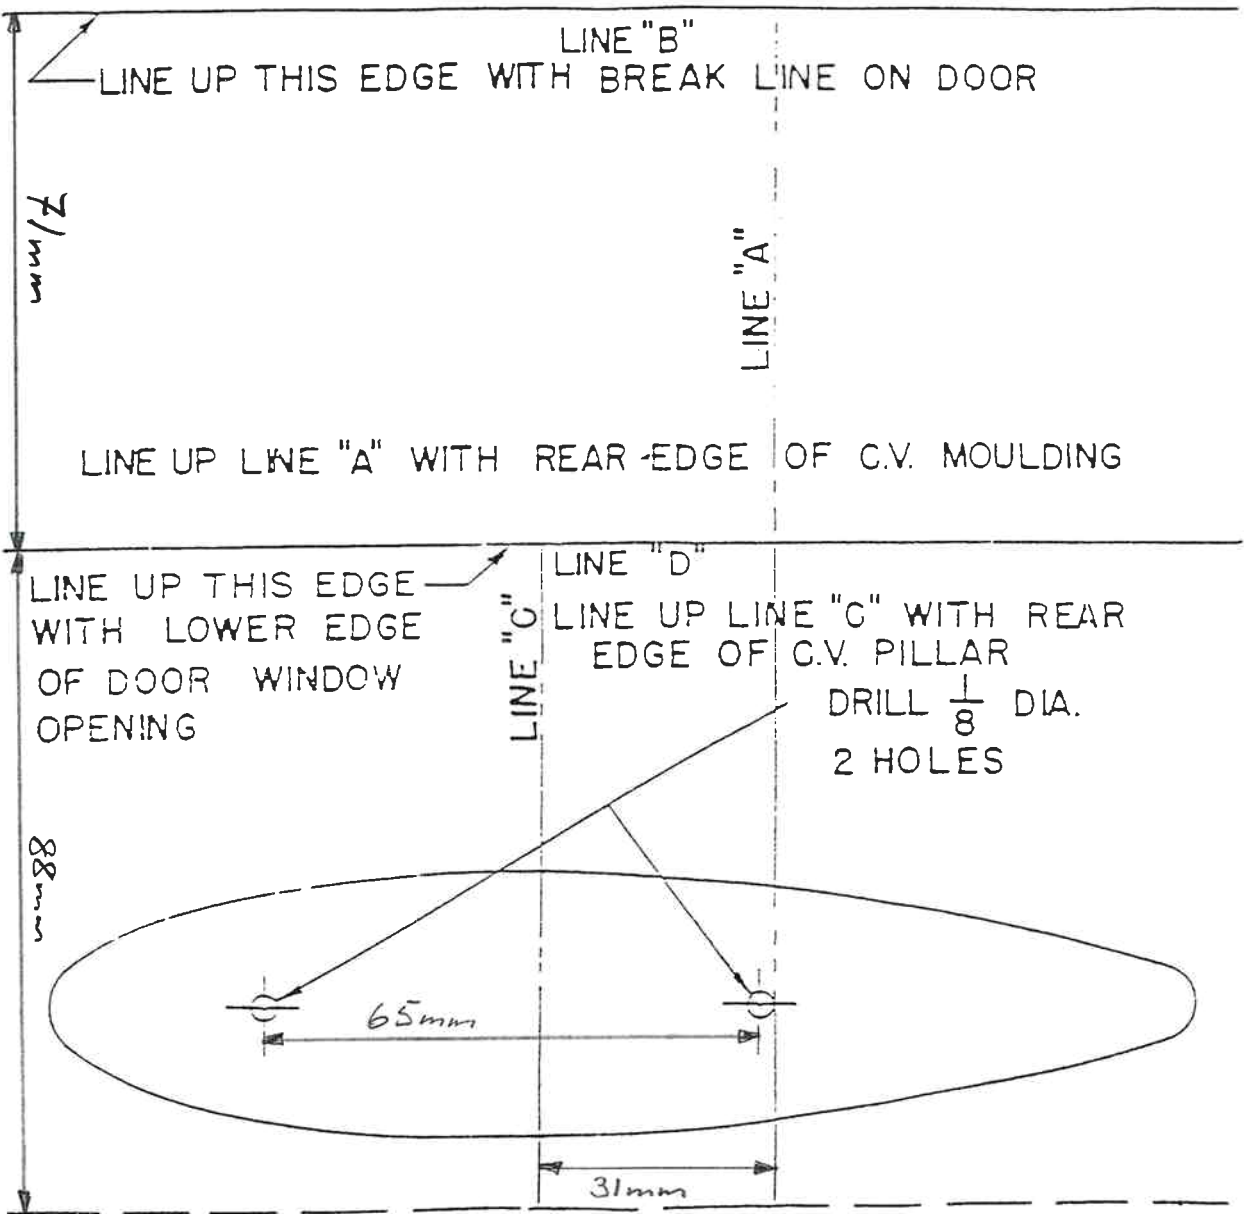 LINE "B"
LINE UP THIS EDGE WITH BREAK LINE ON DOOR
71mm
LINE "A"
LINE UP LINE "A" WITH REAR EDGE OF C.V. MOULDING
LINE UP THIS EDGE
WITH LOWER EDGE
OF DOOR WINDOW
OPENING
LINE "C"
LINE "D"
LINE UP LINE "C" WITH REAR
EDGE OF C.V. PILLAR
DRILL 1/8 DIA.
2 HOLES
88mm
65mm
31mm